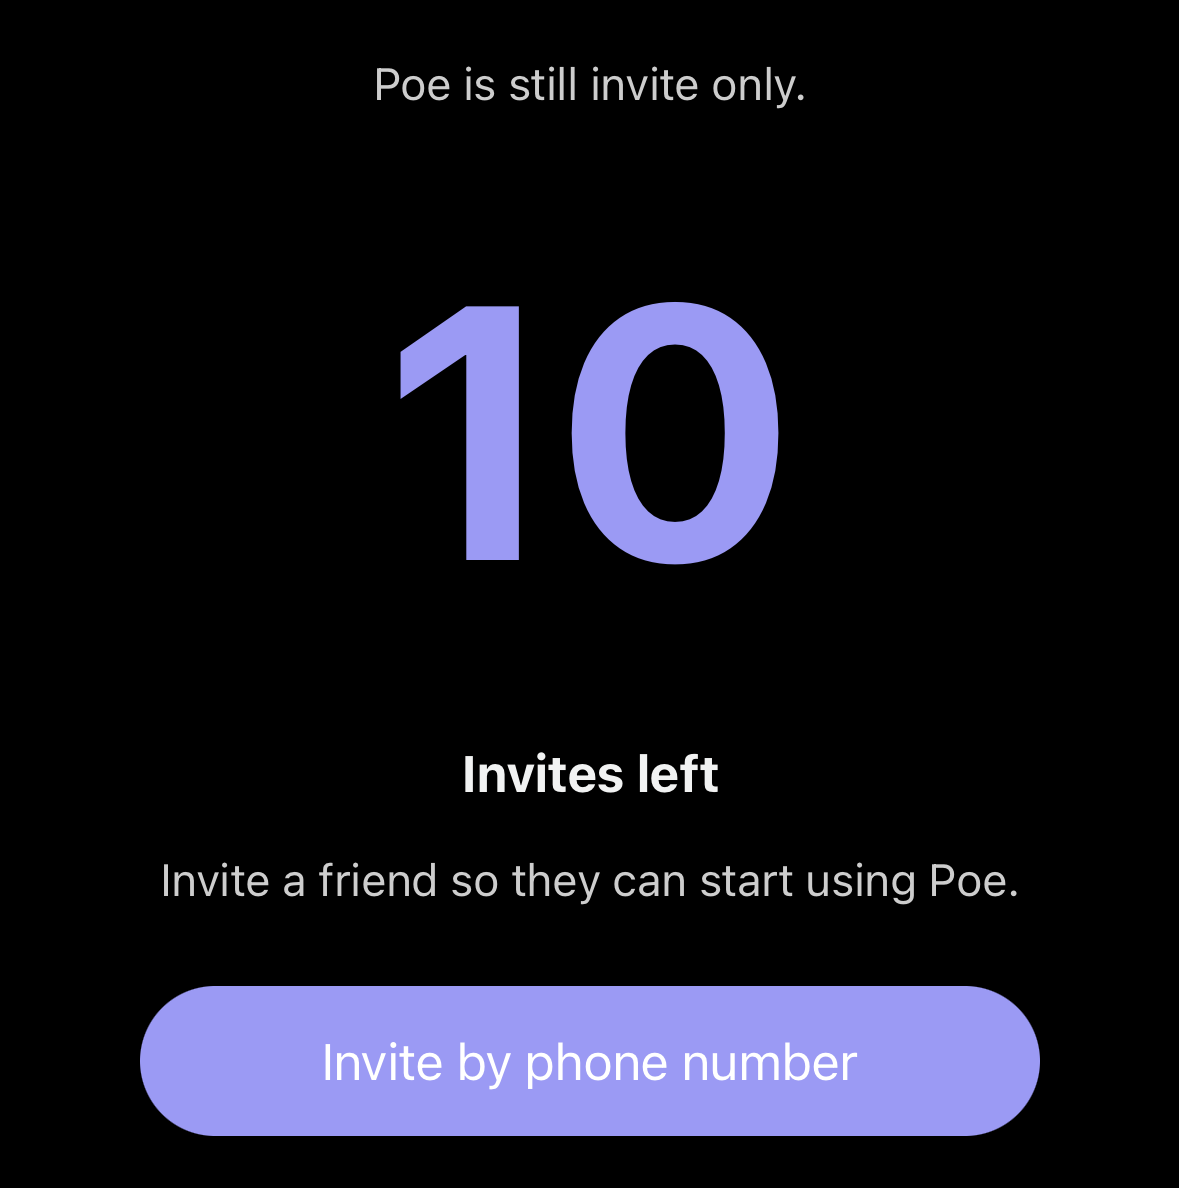 Poe is still invite only.
10
Invites left
Invite a friend so they can start using Poe.
Invite by phone number